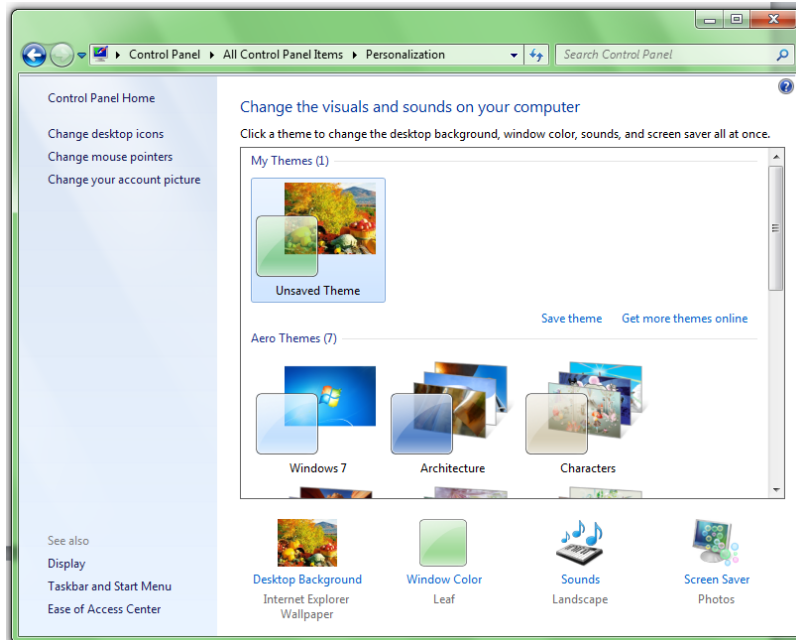 Control Panel ▸ All Control Panel Items ▸ Personalization
Search Control Panel
Control Panel Home
Change desktop icons
Change mouse pointers
Change your account picture
Change the visuals and sounds on your computer
Click a theme to change the desktop background, window color, sounds, and screen saver all at once.
My Themes (1)
Unsaved Theme
Save theme Get more themes online
Aero Themes (7)
Windows 7 Architecture Characters
See also
Display
Taskbar and Start Menu
Ease of Access Center
Desktop Background
Internet Explorer
Wallpaper
Window Color
Leaf
Sounds
Landscape
Screen Saver
Photos